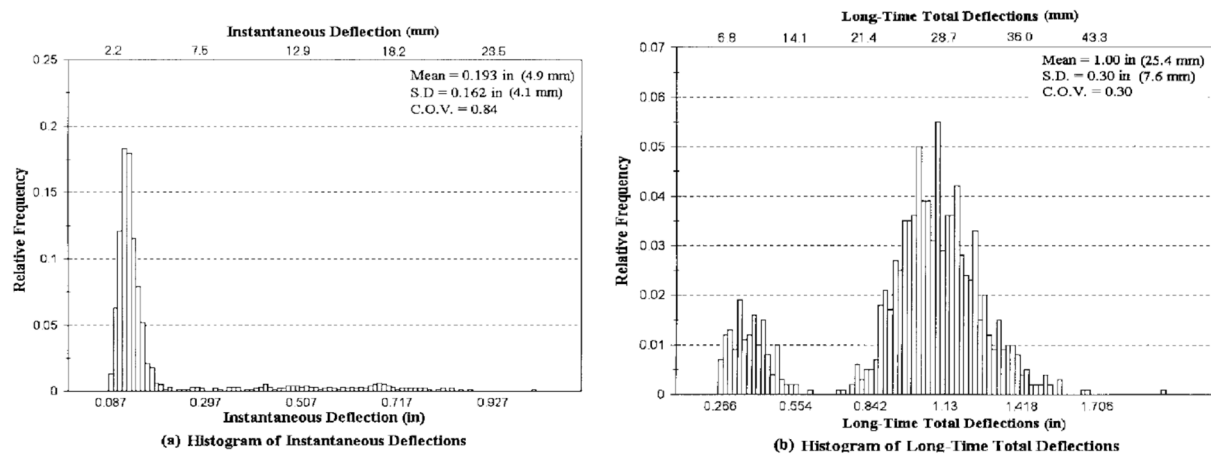 Instantaneous Deflection (mm)
2.2 7.5 12.9 18.2 23.5
0.25
0.2
0.15
0.1
0.05
0
Relative Frequency
Mean = 0.193 in (4.9 mm)
S.D = 0.162 in (4.1 mm)
C.O.V. = 0.84
0.087 0.297 0.507 0.717 0.927
Instantaneous Deflection (in)
(a) Histogram of Instantaneous Deflections
Long-Time Total Deflections (mm)
6.8 14.1 21.4 28.7 36.0 43.3
0.07
0.06
0.05
0.04
0.03
0.02
0.01
0
Relative Frequency
Mean = 1.00 in (25.4 mm)
S.D. = 0.30 in (7.6 mm)
C.O.V. = 0.30
0.266 0.554 0.842 1.13 1.418 1.706
Long-Time Total Deflections (in)
(b) Histogram of Long-Time Total Deflections